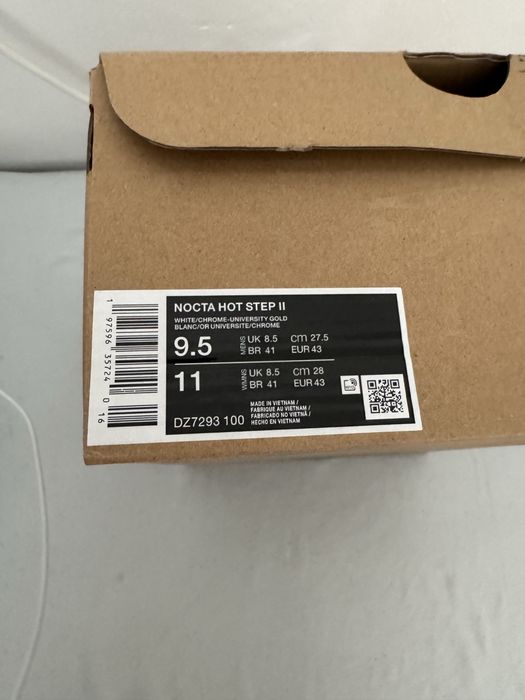 NOCTA HOT STEP II
WHITE/CHROME-UNIVERSITY GOLD
BLANC/OR UNIVERSITE/CHROME
9.5 MENS UK 8.5 CM 27.5
BR 41 EUR 43
11 WMNS UK 8.5 CM 28
BR 41 EUR 43
DZ7293 100
MADE IN VIETNAM /
FABRIQUE AU VIETNAM /
FABRICADO NO VIETNÃ /
HECHO EN VIETNAM
1 97596 35724 0 16